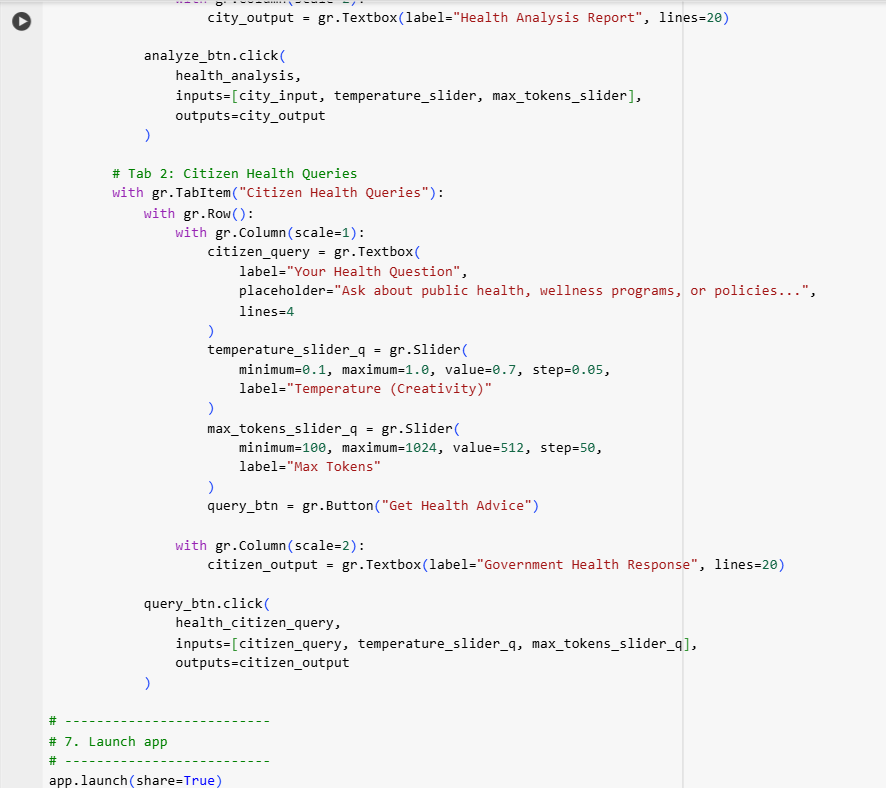 with gr.Column(scale=2):
city_output = gr.Textbox(label="Health Analysis Report", lines=20)
analyze_btn.click(
health_analysis,
inputs=[city_input, temperature_slider, max_tokens_slider],
outputs=city_output
)
# Tab 2: Citizen Health Queries
with gr.TabItem("Citizen Health Queries"):
with gr.Row():
with gr.Column(scale=1):
citizen_query = gr.Textbox(
label="Your Health Question",
placeholder="Ask about public health, wellness programs, or policies...",
lines=4
)
temperature_slider_q = gr.Slider(
minimum=0.1, maximum=1.0, value=0.7, step=0.05,
label="Temperature (Creativity)"
)
max_tokens_slider_q = gr.Slider(
minimum=100, maximum=1024, value=512, step=50,
label="Max Tokens"
)
query_btn = gr.Button("Get Health Advice")
with gr.Column(scale=2):
citizen_output = gr.Textbox(label="Government Health Response", lines=20)
query_btn.click(
health_citizen_query,
inputs=[citizen_query, temperature_slider_q, max_tokens_slider_q],
outputs=citizen_output
)
# --------------------------
# 7. Launch app
# --------------------------
app.launch(share=True)